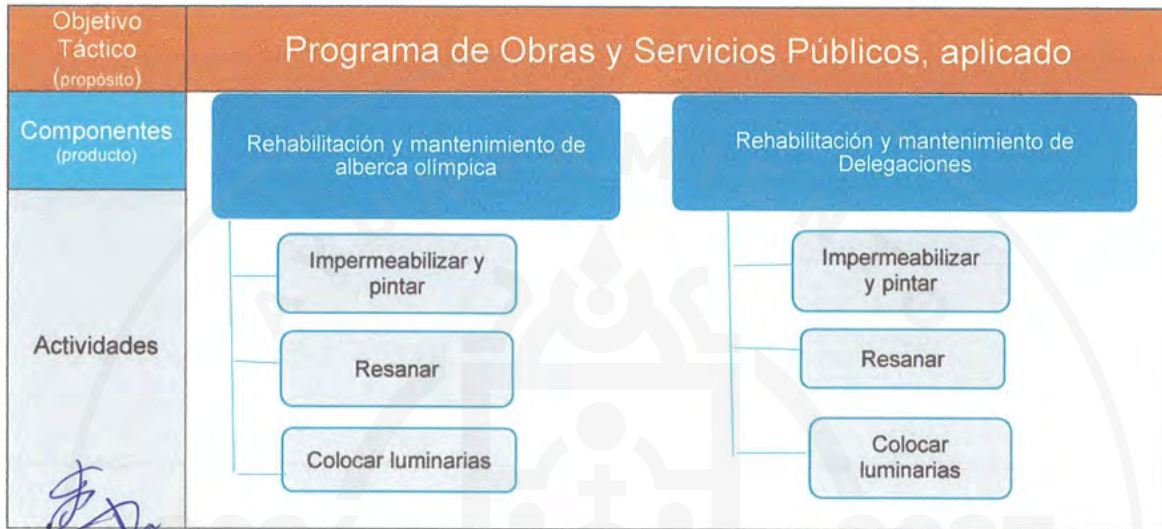 Objetivo
Táctico
(propósito)
Programa de Obras y Servicios Públicos, aplicado
Componentes
(producto)
Rehabilitación y mantenimiento de
alberca olímpica
Rehabilitación y mantenimiento de
Delegaciones
Actividades
Impermeabilizar y
pintar
Resanar
Colocar luminarias
Impermeabilizar
y pintar
Resanar
Colocar
luminarias